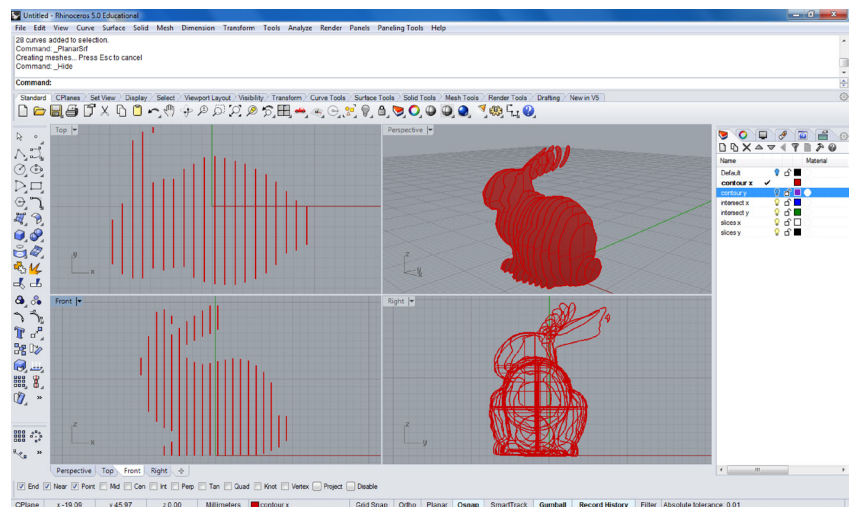 Untitled - Rhinoceros 5.0 Educational
File Edit View Curve Surface Solid Mesh Dimension Transform Tools Analyze Render Panels Paneling Tools Help
28 curves added to selection.
Command: _PlanarSrf
Creating meshes... Press Esc to cancel
Command: _Hide
Command:
Standard CPlanes Set View Display Select Viewport Layout Visibility Transform Curve Tools Surface Tools Solid Tools Mesh Tools Render Tools Drafting New in V5
Top
Perspective
y
x
z
y
Front
Right
z
x
z
y
Name Material
Default
contour x
contour y
intersect x
intersect y
slices x
slices y
Perspective Top Front Right
End Near Point Mid Cen Int Perp Tan Quad Knot Vertex Project Disable
CPlane x -19.09 y 45.97 z 0.00 Millimeters contour x Grid Snap Ortho Planar Osnap SmartTrack Gumball Record History Filter Absolute tolerance: 0.01